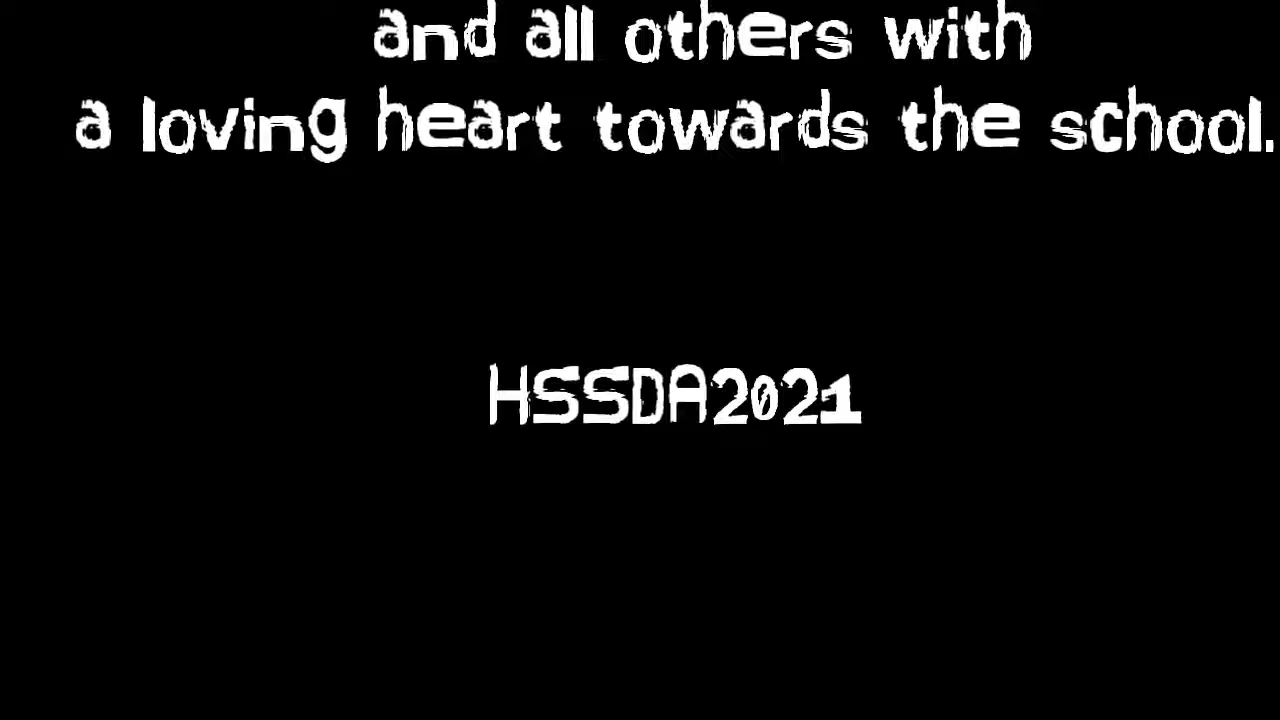 and all others with
a loving heart towards the school.
HSSDA2021